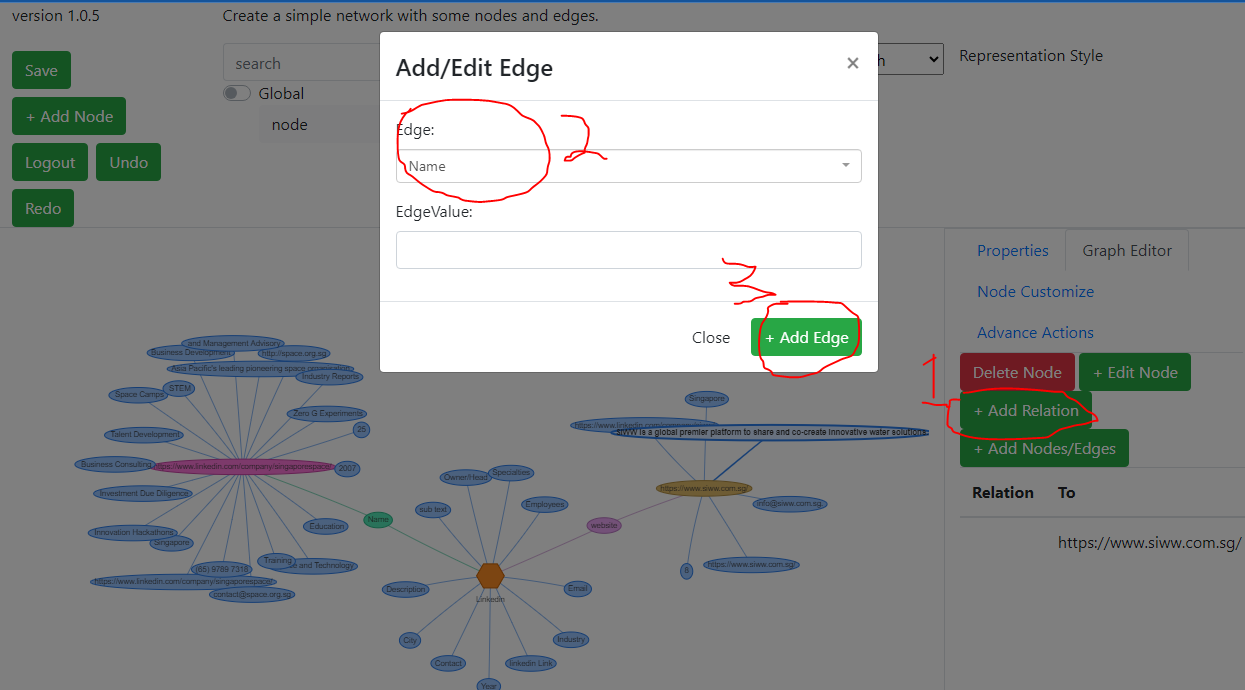 version 1.0.5
Create a simple network with some nodes and edges.
Save
search
Global
+ Add Node
node
Logout
Undo
Redo
h
Representation Style
Add/Edit Edge
×
Edge:
2
Name
EdgeValue:
3
Close
+ Add Edge
Properties
Graph Editor
Node Customize
Advance Actions
1
Delete Node
+ Edit Node
+ Add Relation
+ Add Nodes/Edges
Relation
To
https://www.siww.com.sg/
and Management Advisory
Business Development
http://space.org.sg
Asia Pacific's leading pioneering space organization
Industry Reports
STEM
Space Camps
Zero G Experiments
25
Talent Development
Business Consulting
https://www.linkedin.com/company/singaporespace/
2007
Investment Due Diligence
Name
Education
Innovation Hackathons
Singapore
Training
e and Technology
(65) 9789 7318
https://www.linkedin.com/company/singaporespace/
contact@space.org.sg
Owner/Head
Specialties
sub text
Employees
website
Description
Linkedin
Email
City
Industry
Contact
linkedin Link
Year
Singapore
https://www.linkedin.com/company/
SIWW is a global premier platform to share and co-create innovative water solutions
https://www.siww.com.sg/
info@siww.com.sg
https://www.siww.com.sg/
8